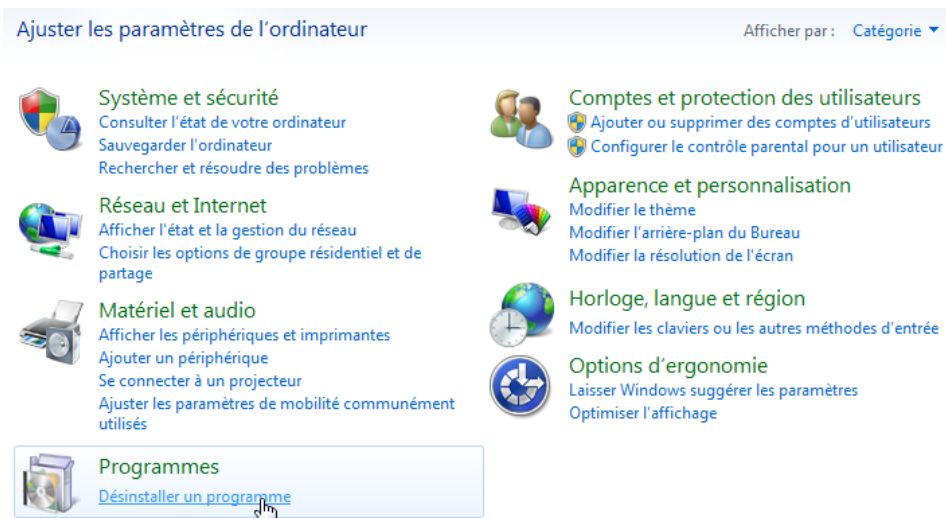 Ajuster les paramètres de l'ordinateur
Afficher par : Catégorie
Système et sécurité
Consulter l'état de votre ordinateur
Sauvegarder l'ordinateur
Rechercher et résoudre des problèmes
Réseau et Internet
Afficher l'état et la gestion du réseau
Choisir les options de groupe résidentiel et de
partage
Matériel et audio
Afficher les périphériques et imprimantes
Ajouter un périphérique
Se connecter à un projecteur
Ajuster les paramètres de mobilité communément
utilisés
Programmes
Désinstaller un programme
Comptes et protection des utilisateurs
Ajouter ou supprimer des comptes d'utilisateurs
Configurer le contrôle parental pour un utilisateur
Apparence et personnalisation
Modifier le thème
Modifier l'arrière-plan du Bureau
Modifier la résolution de l'écran
Horloge, langue et région
Modifier les claviers ou les autres méthodes d'entrée
Options d'ergonomie
Laisser Windows suggérer les paramètres
Optimiser l'affichage